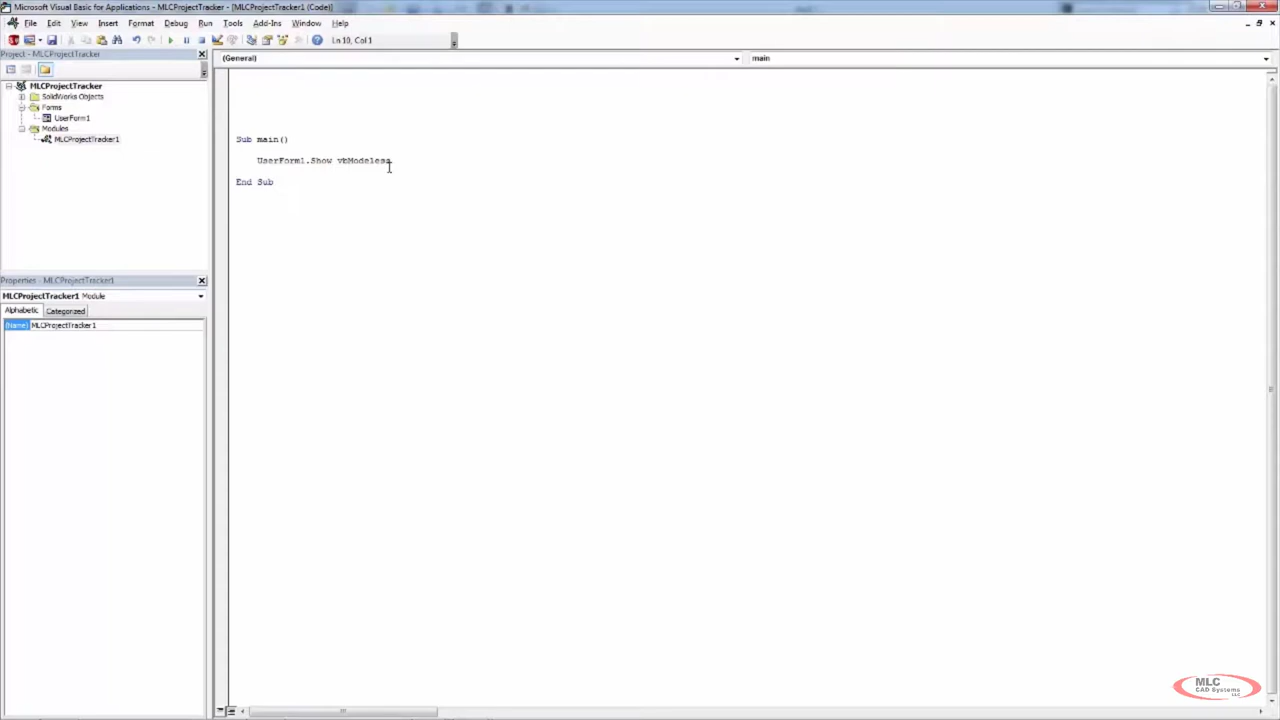 Microsoft Visual Basic for Applications - MLCProjectTracker - [MLCProjectTracker1 (Code)]
File Edit View Insert Format Debug Run Tools Add-Ins Window Help
Ln 10, Col 1
Project - MLCProjectTracker
MLCProjectTracker
SolidWorks Objects
Forms
UserForm1
Modules
MLCProjectTracker1
Properties - MLCProjectTracker1
MLCProjectTracker1 Module
Alphabetic Categorized
(Name) MLCProjectTracker1
(General) main
Sub main()
UserForm1.Show vbModeless
End Sub
MLC
CAD Systems
LLC